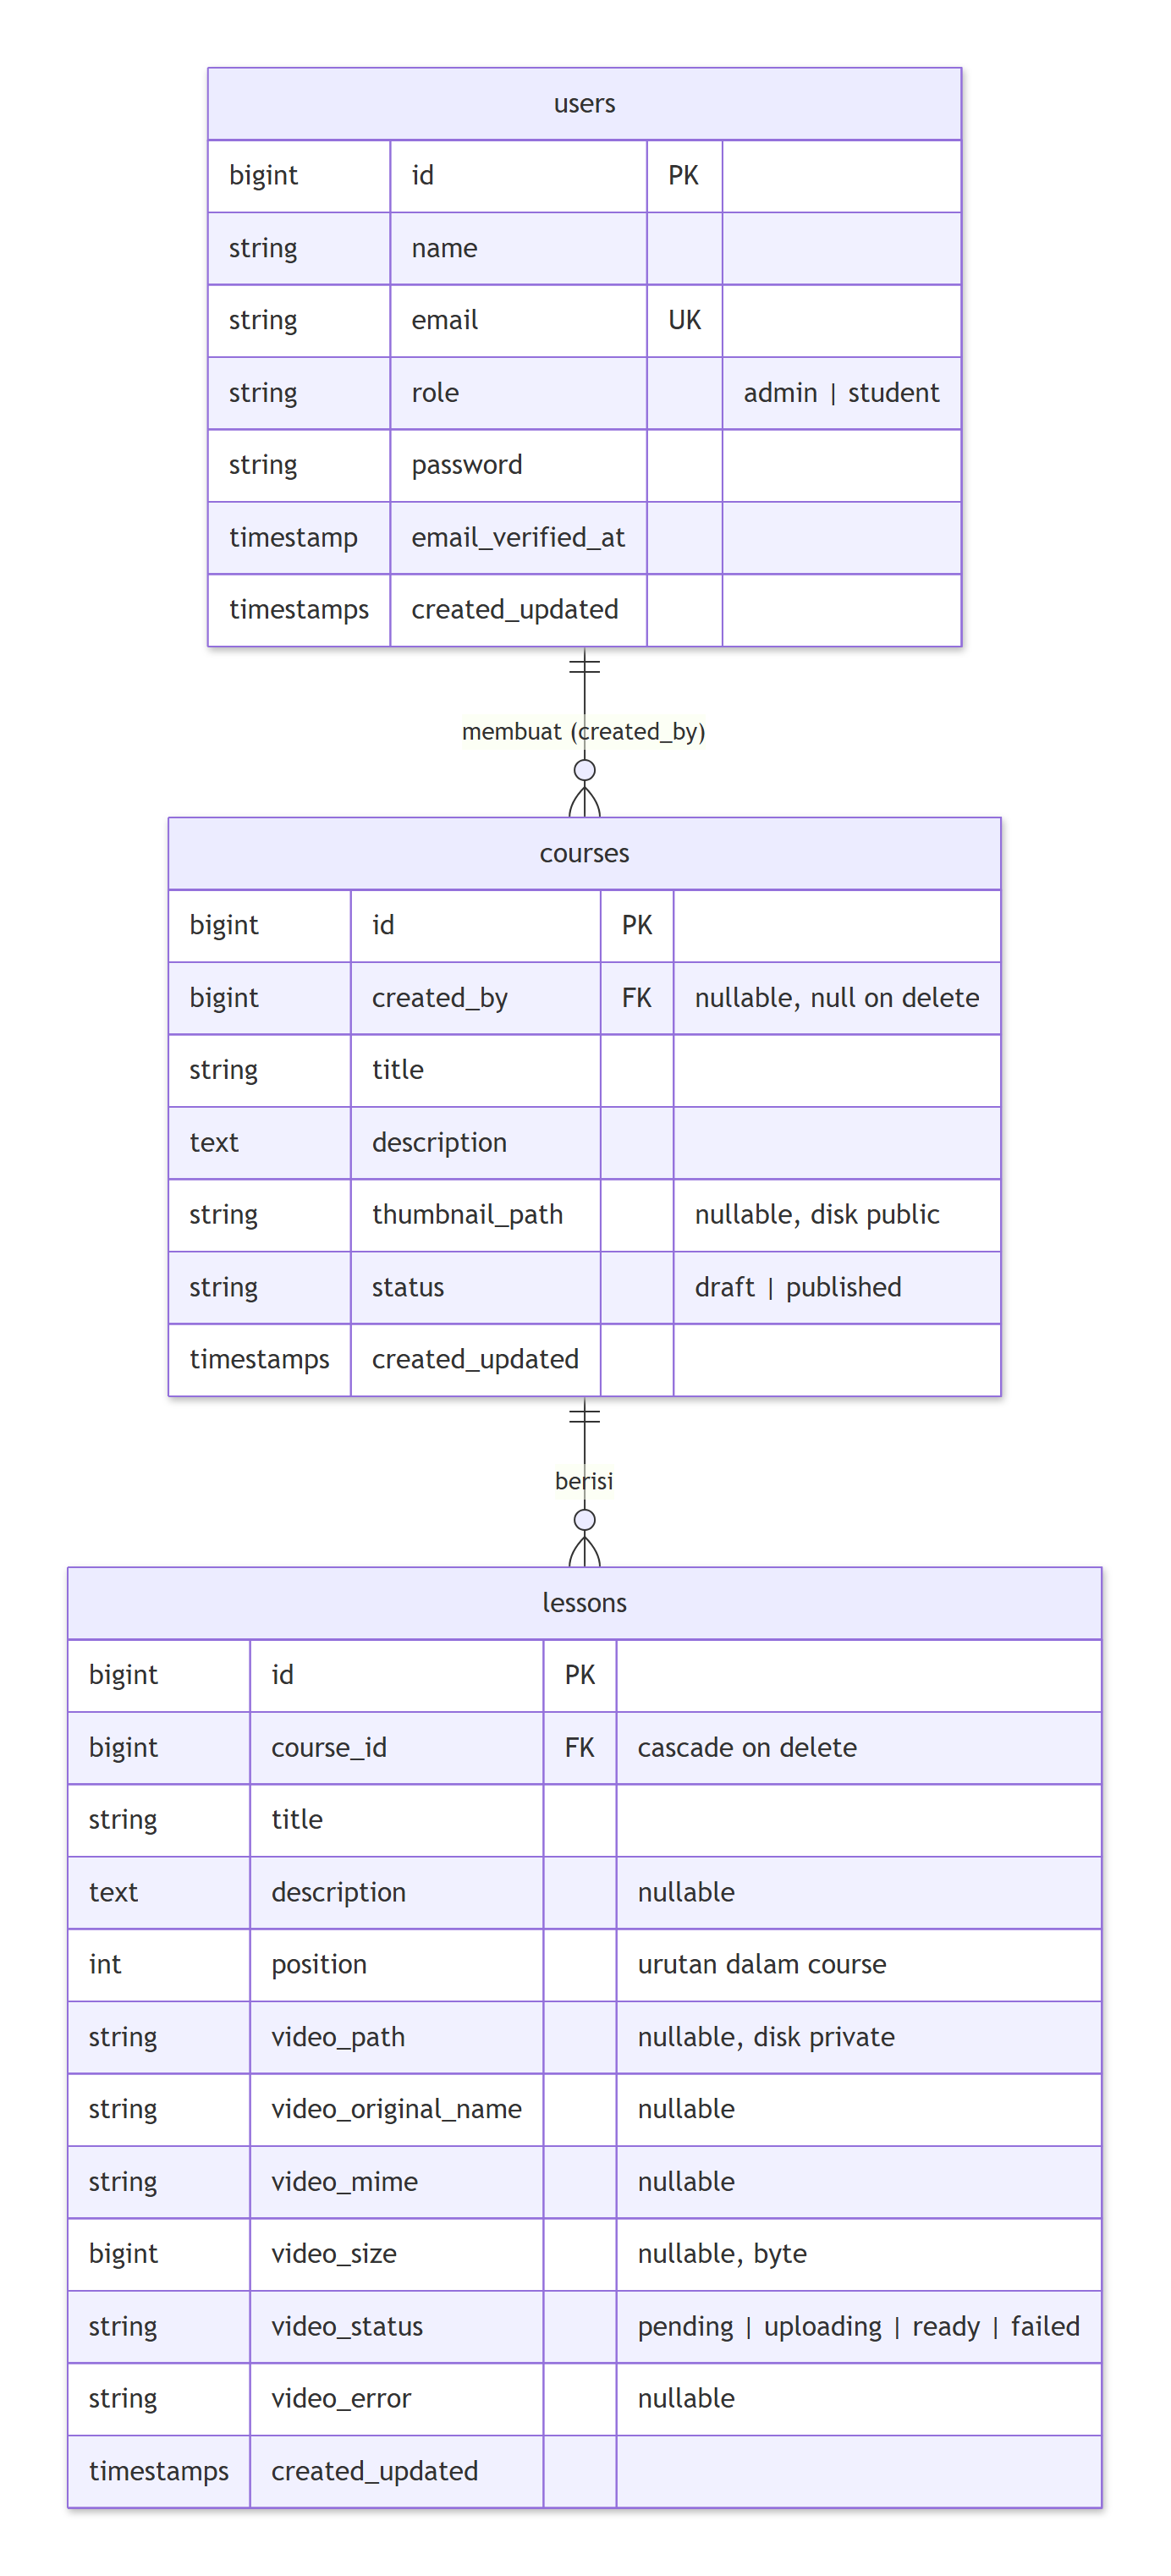 users
bigint id PK
string name
string email UK
string role admin | student
string password
timestamp email_verified_at
timestamps created_updated
membuat (created_by)
courses
bigint id PK
bigint created_by FK nullable, null on delete
string title
text description
string thumbnail_path nullable, disk public
string status draft | published
timestamps created_updated
berisi
lessons
bigint id PK
bigint course_id FK cascade on delete
string title
text description nullable
int position urutan dalam course
string video_path nullable, disk private
string video_original_name nullable
string video_mime nullable
bigint video_size nullable, byte
string video_status pending | uploading | ready | failed
string video_error nullable
timestamps created_updated